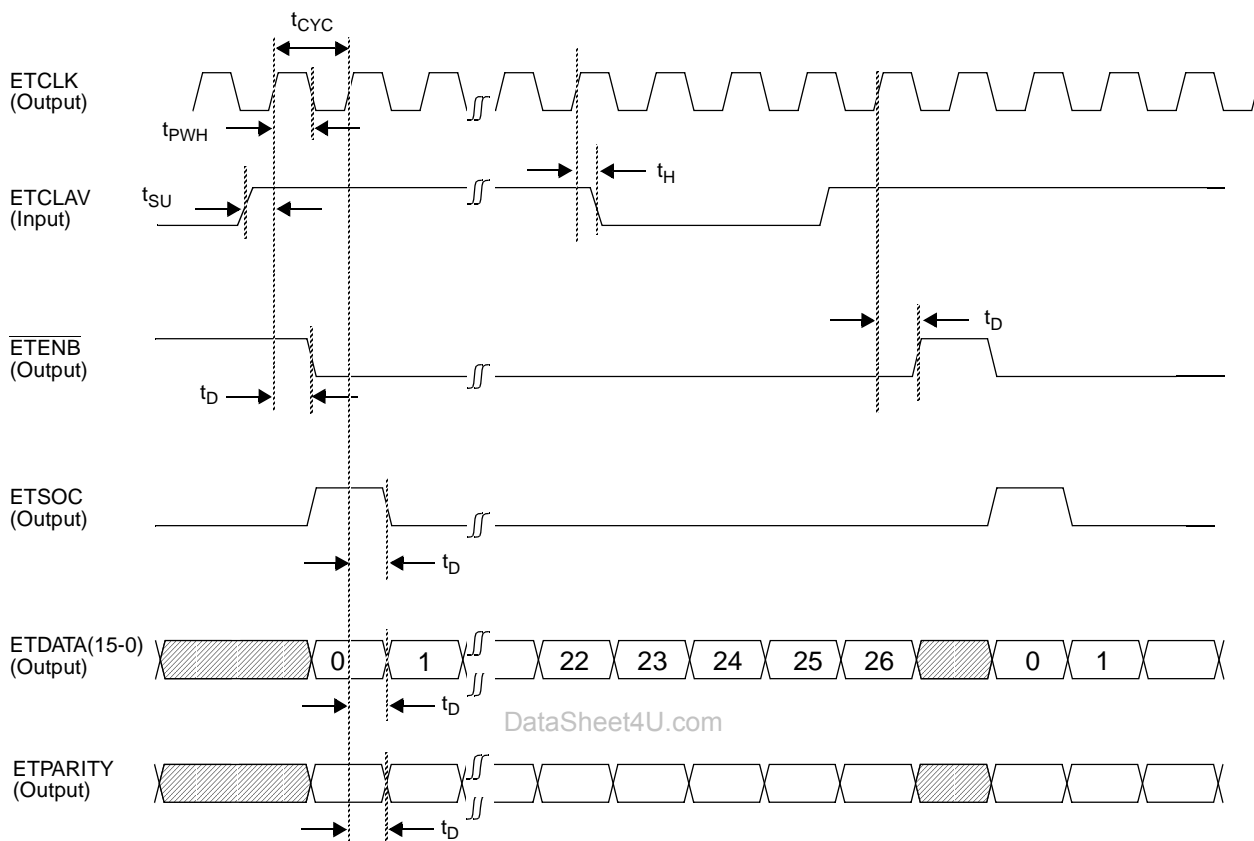 tCYC
ETCLK
(Output)
tPWH
tH
ETCLAV
(Input)
tSU
ETENB
(Output)
tD
tD
ETSOC
(Output)
tD
ETDATA(15-0)
(Output)
0 1 22 23 24 25 26 0 1
tD
DataSheet4U.com
ETPARITY
(Output)
tD